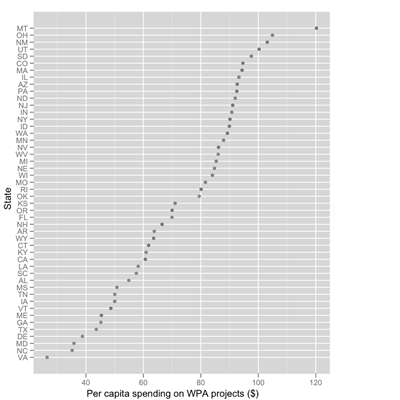 State
MT
OH
NM
UT
SD
CO
MA
IL
AZ
PA
ND
NJ
IN
NY
ID
WA
MN
NV
WV
MI
NE
WI
MO
RI
OK
KS
OR
FL
NH
AR
WY
CT
KY
CA
LA
SC
AL
MS
TN
IA
VT
ME
GA
TX
DE
MD
NC
VA
40 60 80 100 120
Per capita spending on WPA projects ($)